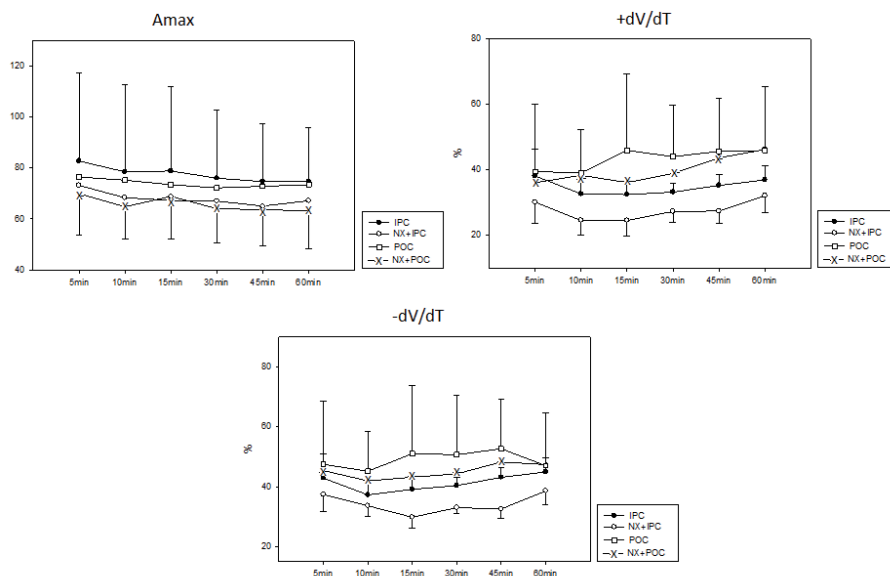 Amax
120
100
80
60
40
5min 10min 15min 30min 45min 60min
IPC
NX+IPC
POC
NX+POC
+dV/dT
%
80
60
40
20
5min 10min 15min 30min 45min 60min
IPC
NX+IPC
POC
NX+POC
-dV/dT
%
80
60
40
20
5min 10min 15min 30min 45min 60min
IPC
NX+IPC
POC
NX+POC